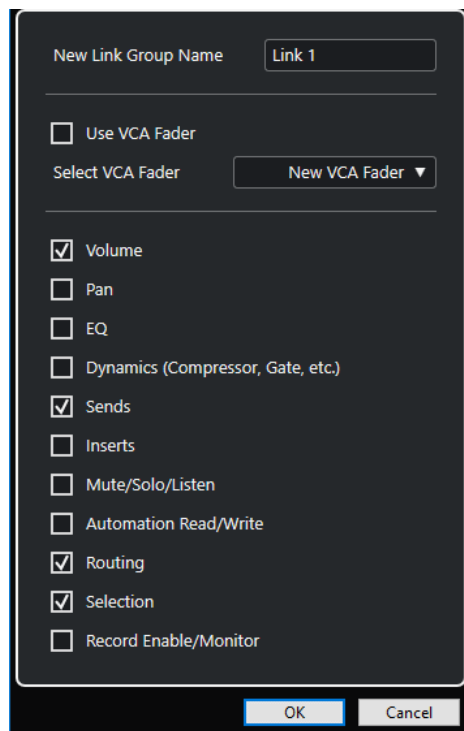 New Link Group Name Link 1
Use VCA Fader
Select VCA Fader New VCA Fader
Volume
Pan
EQ
Dynamics (Compressor, Gate, etc.)
Sends
Inserts
Mute/Solo/Listen
Automation Read/Write
Routing
Selection
Record Enable/Monitor
OK Cancel